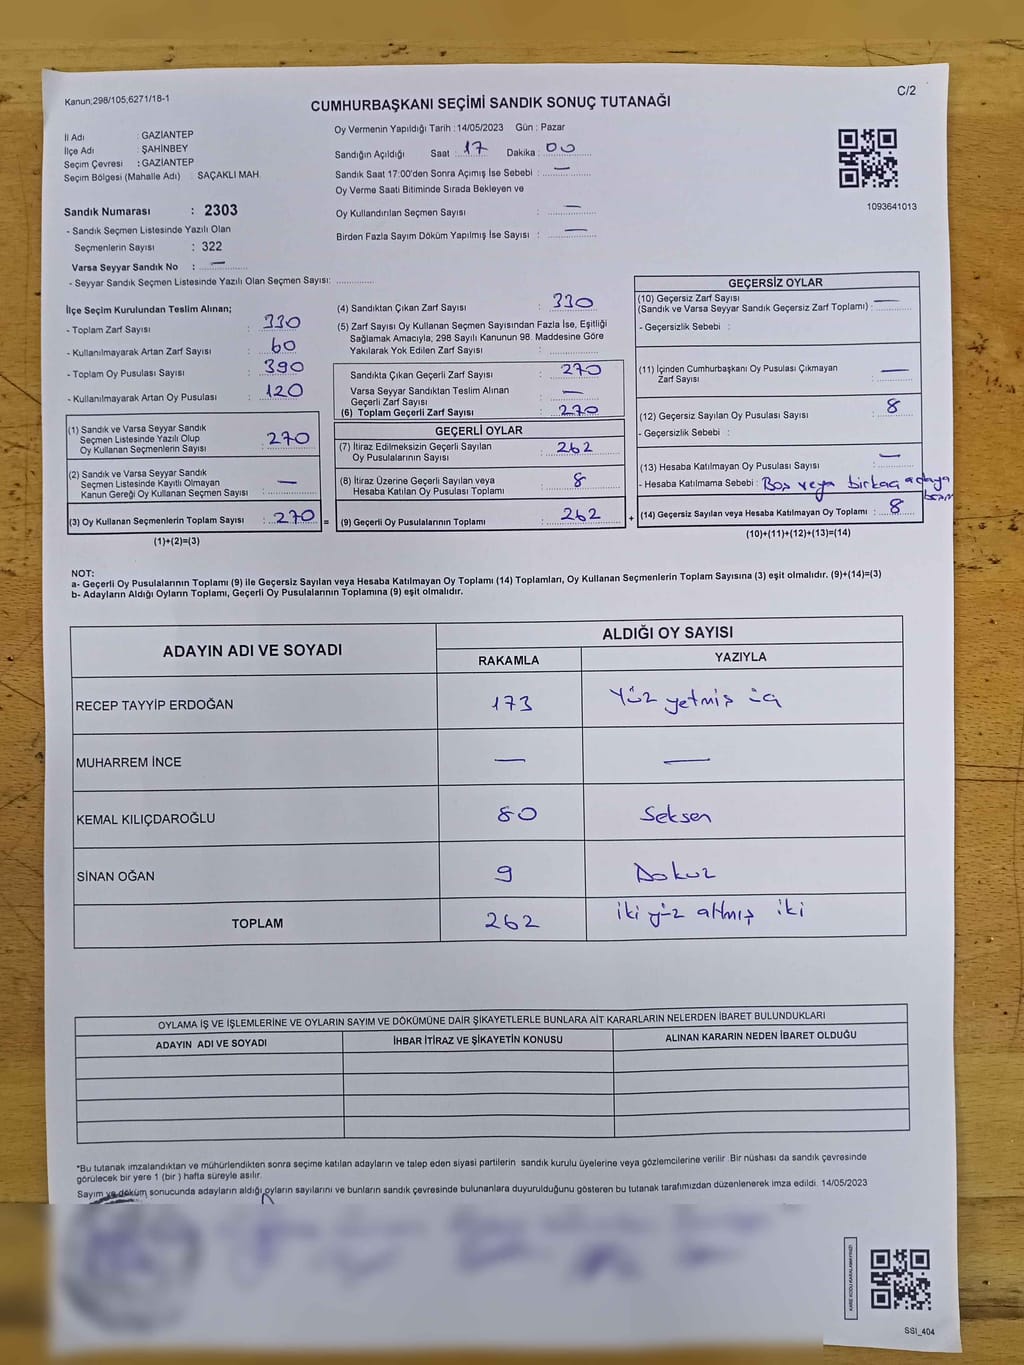 Kanun;298/105,6271/18-1
C/2
CUMHURBAŞKANI SEÇİMİ SANDIK SONUÇ TUTANAĞI
İl Adı : GAZİANTEP
İlçe Adı : ŞAHİNBEY
Seçim Çevresi : GAZİANTEP
Seçim Bölgesi (Mahalle Adı) SAÇAKLI MAH.
Sandık Numarası : 2303
- Sandık Seçmen Listesinde Yazılı Olan
Seçmenlerin Sayısı : 322
Varsa Seyyar Sandık No : —
- Seyyar Sandık Seçmen Listesinde Yazılı Olan Seçmen Sayısı:
Oy Vermenin Yapıldığı Tarih : 14/05/2023 Gün : Pazar
Sandığın Açıldığı Saat : 17 Dakika : 00
Sandık Saat 17:00'den Sonra Açımış İse Sebebi : —
Oy Verme Saati Bitiminde Sırada Bekleyen ve
Oy Kullandırılan Seçmen Sayısı : —
Birden Fazla Sayım Döküm Yapılmış İse Sayısı : —
1093641013
İlçe Seçim Kurulundan Teslim Alınan;
- Toplam Zarf Sayısı : 330
- Kullanılmayarak Artan Zarf Sayısı : 60
- Toplam Oy Pusulası Sayısı : 390
- Kullanılmayarak Artan Oy Pusulası : 120
(1) Sandık ve Varsa Seyyar Sandık
Seçmen Listesinde Yazılı Olup
Oy Kullanan Seçmenlerin Sayısı : 270
(2) Sandık ve Varsa Seyyar Sandık
Seçmen Listesinde Kayıtlı Olmayan
Kanun Gereği Oy Kullanan Seçmen Sayısı : —
(3) Oy Kullanan Seçmenlerin Toplam Sayısı : 270 =
(1)+(2)=(3)
(4) Sandıktan Çıkan Zarf Sayısı : 330
(5) Zarf Sayısı Oy Kullanan Seçmen Sayısından Fazla İse, Eşitliği
Sağlamak Amacıyla, 298 Sayılı Kanunun 98. Maddesine Göre
Yakılarak Yok Edilen Zarf Sayısı :
Sandıkta Çıkan Geçerli Zarf Sayısı : 270
Varsa Seyyar Sandıktan Teslim Alınan
Geçerli Zarf Sayısı : —
(6) Toplam Geçerli Zarf Sayısı : 270
GEÇERLİ OYLAR
(7) İtiraz Edilmeksizin Geçerli Sayılan
Oy Pusulalarının Sayısı : 262
(8) İtiraz Üzerine Geçerli Sayılan veya
Hesaba Katılan Oy Pusulası Toplamı : 8
(9) Geçerli Oy Pusulalarının Toplamı : 262 +
GEÇERSİZ OYLAR
(10) Geçersiz Zarf Sayısı —
(Sandık ve Varsa Seyyar Sandık Geçersiz Zarf Toplamı) :
- Geçersizlik Sebebi :
(11) İçinden Cumhurbaşkanı Oy Pusulası Çıkmayan
Zarf Sayısı : —
(12) Geçersiz Sayılan Oy Pusulası Sayısı : 8
- Geçersizlik Sebebi :
(13) Hesaba Katılmayan Oy Pusulası Sayısı : —
- Hesaba Katılmama Sebebi : Boş veya birkaç adaya
(14) Geçersiz Sayılan veya Hesaba Katılmayan Oy Toplamı : 8
(10)+(11)+(12)+(13)=(14)
NOT:
a- Geçerli Oy Pusulalarının Toplamı (9) ile Geçersiz Sayılan veya Hesaba Katılmayan Oy Toplamı (14) Toplamları, Oy Kullanan Seçmenlerin Toplam Sayısına (3) eşit olmalıdır. (9)+(14)=(3)
b- Adayların Aldığı Oyların Toplamı, Geçerli Oy Pusulalarının Toplamına (9) eşit olmalıdır.
ADAYIN ADI VE SOYADI ALDIĞI OY SAYISI
RAKAMLA YAZIYLA
RECEP TAYYİP ERDOĞAN 173 Yüz yetmiş üç
MUHARREM İNCE — —
KEMAL KILIÇDAROĞLU 80 Seksen
SİNAN OĞAN 9 Dokuz
TOPLAM 262 iki yüz altmış iki
OYLAMA İŞ VE İŞLEMLERİNE VE OYLARIN SAYIM VE DÖKÜMÜNE DAİR ŞİKAYETLERLE BUNLARA AİT KARARLARIN NELERDEN İBARET BULUNDUKLARI
ADAYIN ADI VE SOYADI İHBAR İTİRAZ VE ŞİKAYETİN KONUSU ALINAN KARARIN NEDEN İBARET OLDUĞU
*Bu tutanak imzalandıktan ve mühürlendikten sonra seçime katılan adayların ve talep eden siyasi partilerin sandık kurulu üyelerine veya gözlemcilerine verilir. Bir nüshası da sandık çevresinde
görülecek bir yere 1 (bir) hafta süreyle asılır.
Sayım ve döküm sonucunda adayların aldığı oyların sayılarını ve bunların sandık çevresinde bulunanlara duyurulduğunu gösteren bu tutanak tarafımızdan düzenlenerek imza edildi. 14/05/2023
KARE KODU KARALAMAYINIZ!
SSI_404